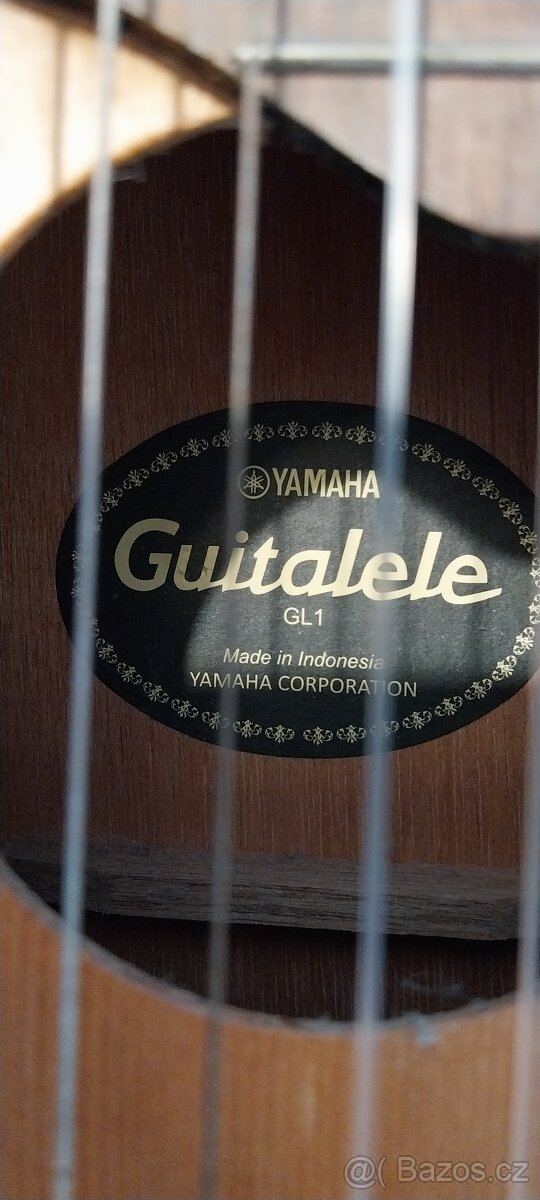 YAMAHA
Guitalele
GL1
Made in Indonesia
YAMAHA CORPORATION
@( Bazos.cz